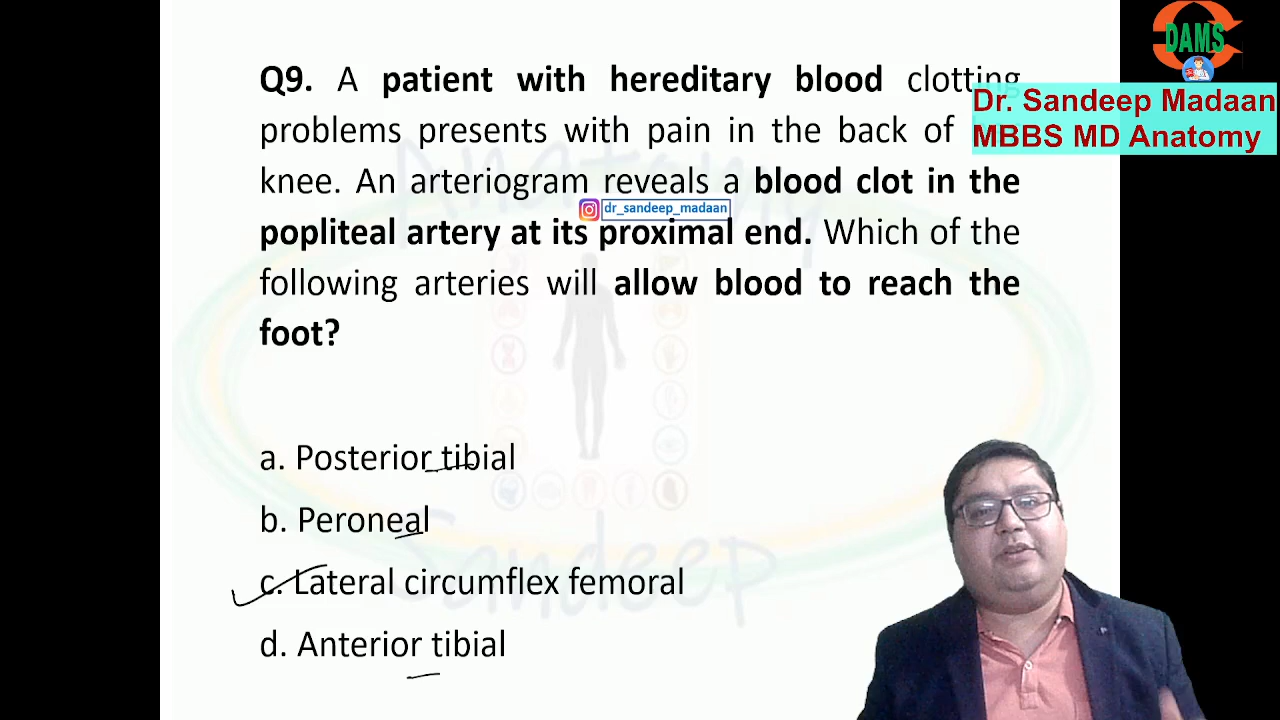 DAMS
Dr. Sandeep Madaan
MBBS MD Anatomy
Q9. A patient with hereditary blood clotting
problems presents with pain in the back of
knee. An arteriogram reveals a blood clot in the
dr_sandeep_madaan
popliteal artery at its proximal end. Which of the
following arteries will allow blood to reach the
foot?
a. Posterior tibial
b. Peroneal
c. Lateral circumflex femoral
d. Anterior tibial
Anatomy
Sandeep